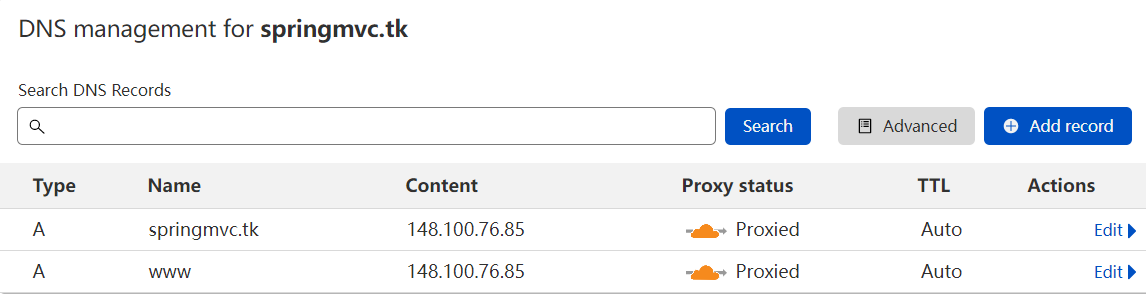 DNS management for springmvc.tk
Search DNS Records
Search Advanced Add record
Type Name Content Proxy status TTL Actions
A springmvc.tk 148.100.76.85 Proxied Auto Edit
A www 148.100.76.85 Proxied Auto Edit